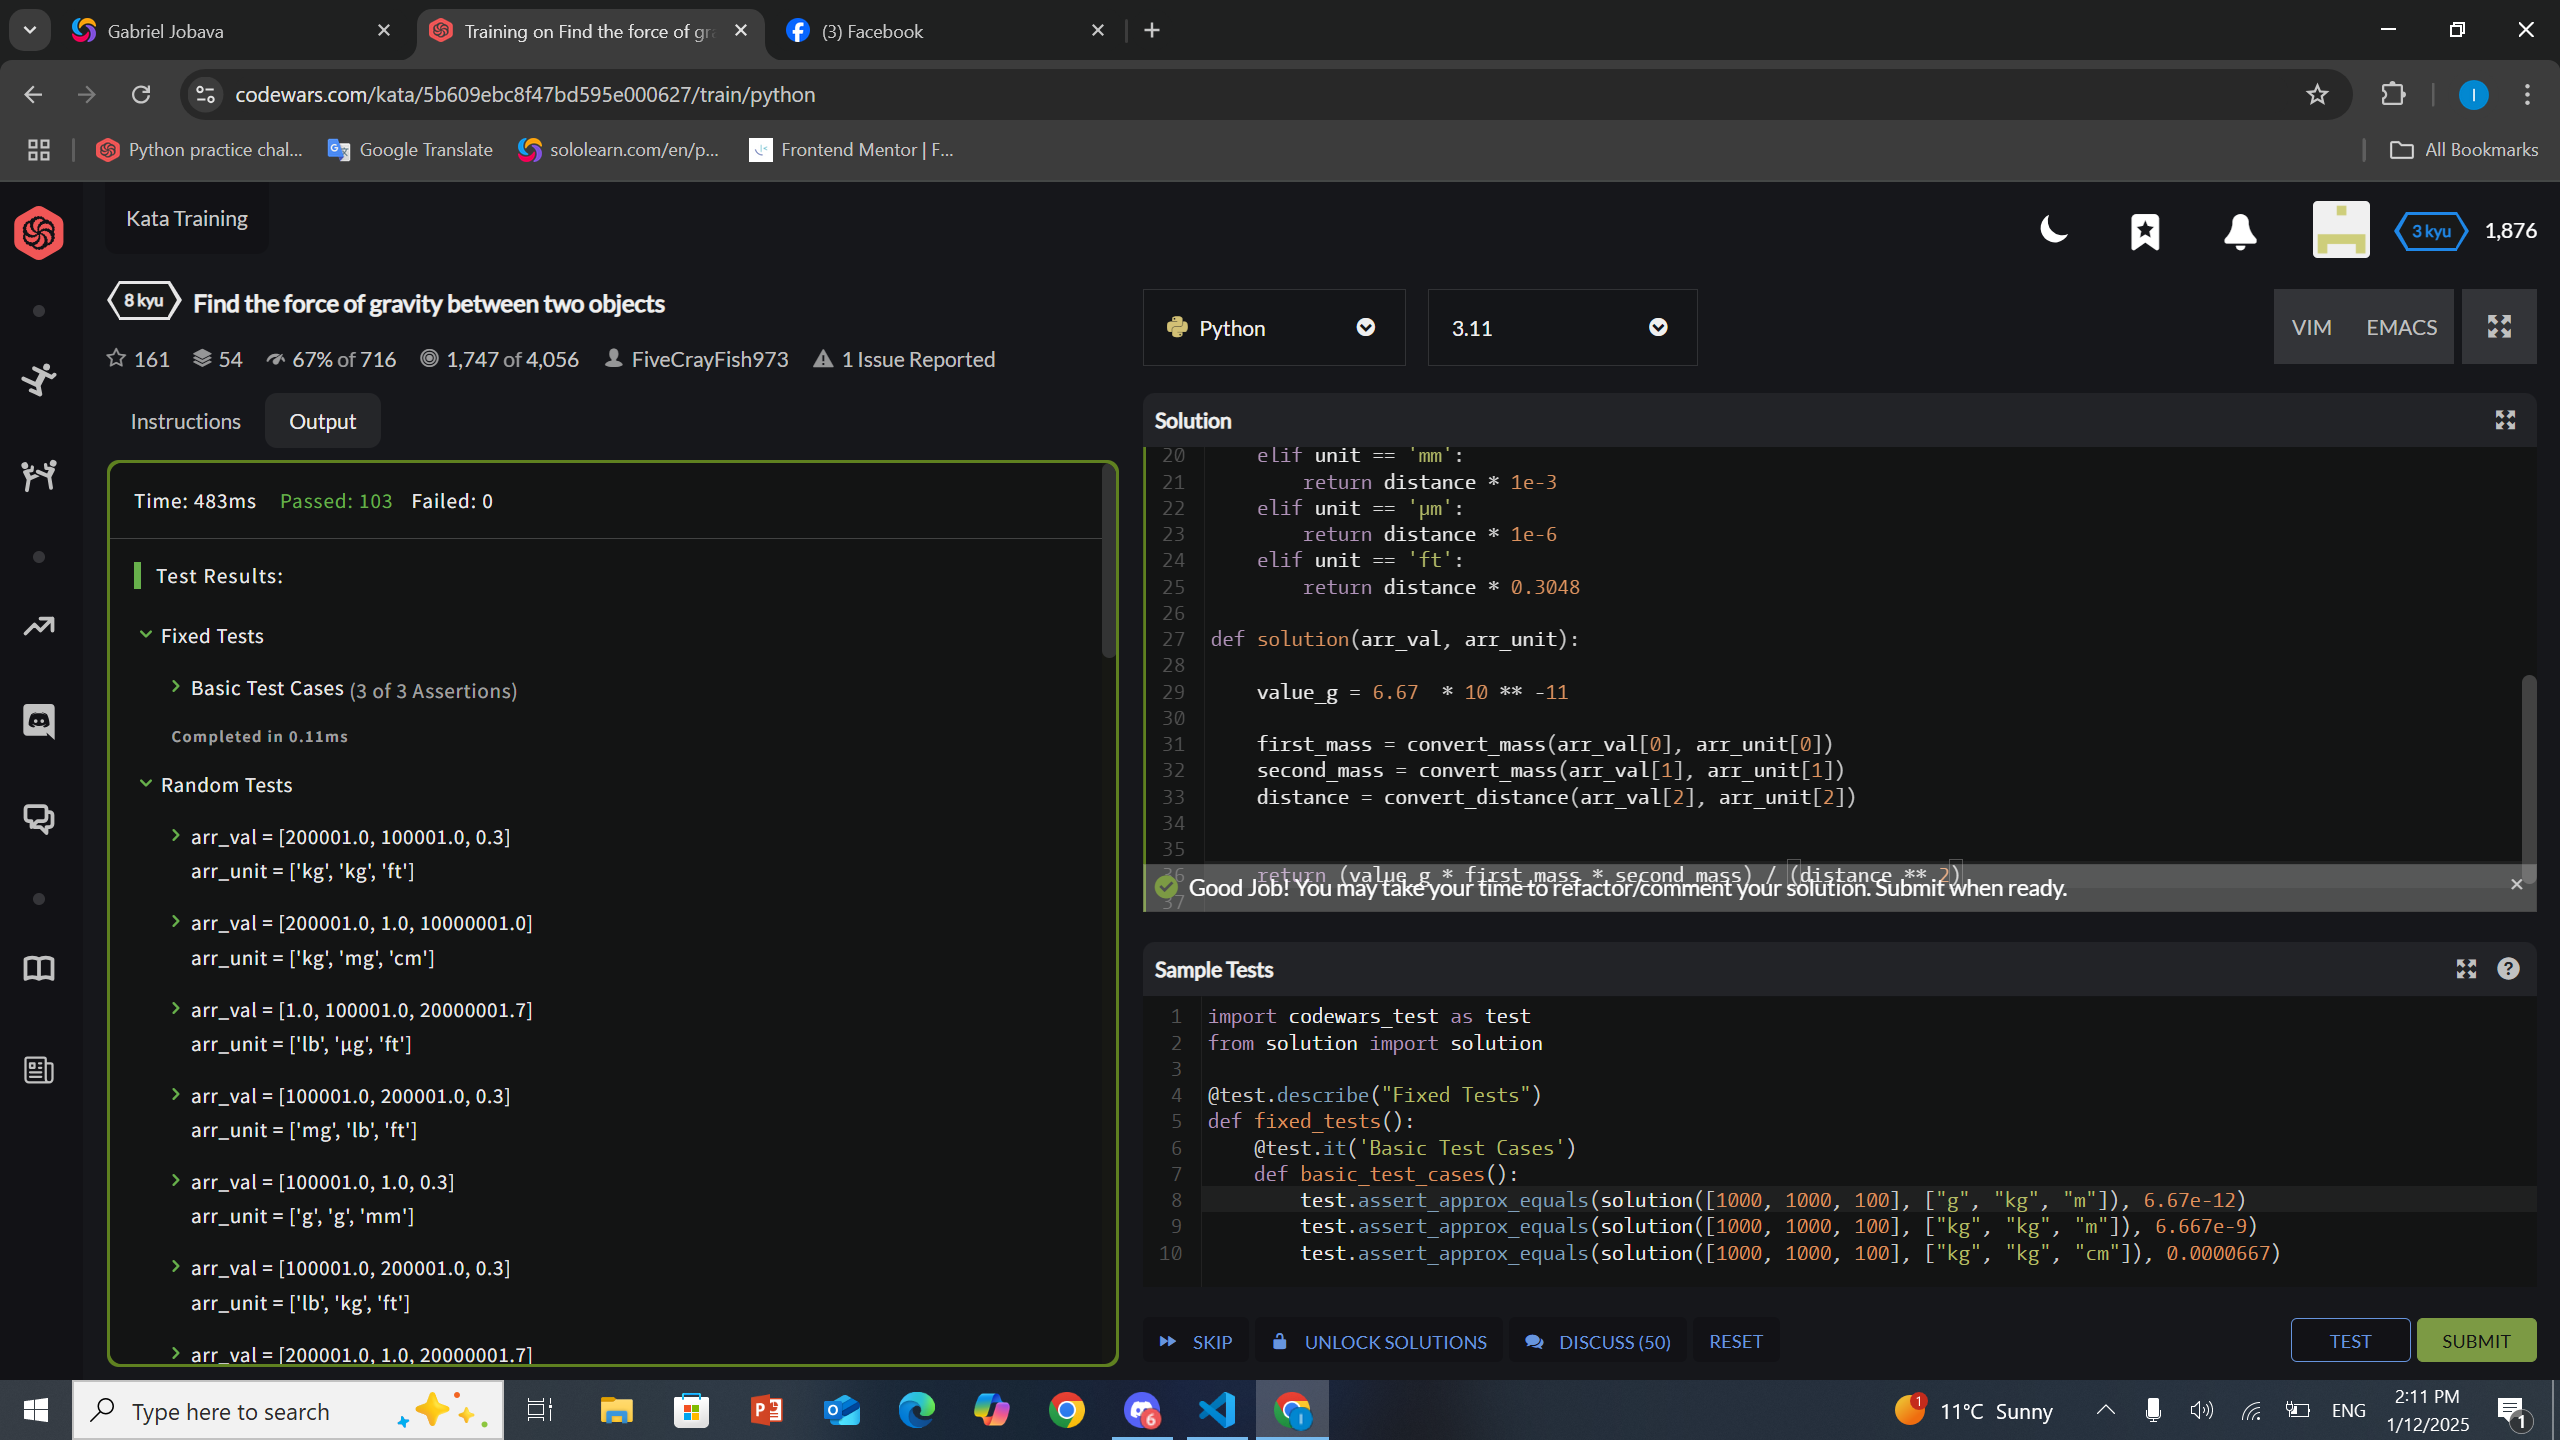 Gabriel Jobava
Training on Find the force of gr
(3) Facebook
codewars.com/kata/5b609ebc8f47bd595e000627/train/python
I
Python practice chal...
Google Translate
sololearn.com/en/p...
Frontend Mentor | F...
All Bookmarks
Kata Training
3 kyu
1,876
8 kyu
Find the force of gravity between two objects
161
54
67% of 716
1,747 of 4,056
FiveCrayFish973
1 Issue Reported
Python
3.11
VIM
EMACS
Instructions
Output
Time: 483ms
Passed: 103
Failed: 0
Test Results:
Fixed Tests
Basic Test Cases (3 of 3 Assertions)
Completed in 0.11ms
Random Tests
arr_val = [200001.0, 100001.0, 0.3]
arr_unit = ['kg', 'kg', 'ft']
arr_val = [200001.0, 1.0, 10000001.0]
arr_unit = ['kg', 'mg', 'cm']
arr_val = [1.0, 100001.0, 20000001.7]
arr_unit = ['lb', 'μg', 'ft']
arr_val = [100001.0, 200001.0, 0.3]
arr_unit = ['mg', 'lb', 'ft']
arr_val = [100001.0, 1.0, 0.3]
arr_unit = ['g', 'g', 'mm']
arr_val = [100001.0, 200001.0, 0.3]
arr_unit = ['lb', 'kg', 'ft']
arr_val = [200001.0, 1.0, 20000001.7]
Solution
20 elif unit == 'mm':
21 return distance * 1e-3
22 elif unit == 'μm':
23 return distance * 1e-6
24 elif unit == 'ft':
25 return distance * 0.3048
26
27 def solution(arr_val, arr_unit):
28
29 value_g = 6.67  * 10 ** -11
30
31 first_mass = convert_mass(arr_val[0], arr_unit[0])
32 second_mass = convert_mass(arr_val[1], arr_unit[1])
33 distance = convert_distance(arr_val[2], arr_unit[2])
34
35
36 return (value_g * first_mass * second_mass) / (distance ** 2)
Good Job! You may take your time to refactor/comment your solution. Submit when ready.
37
Sample Tests
1 import codewars_test as test
2 from solution import solution
3
4 @test.describe("Fixed Tests")
5 def fixed_tests():
6 @test.it('Basic Test Cases')
7 def basic_test_cases():
8 test.assert_approx_equals(solution([1000, 1000, 100], ["g", "kg", "m"]), 6.67e-12)
9 test.assert_approx_equals(solution([1000, 1000, 100], ["kg", "kg", "m"]), 6.667e-9)
10 test.assert_approx_equals(solution([1000, 1000, 100], ["kg", "kg", "cm"]), 0.0000667)
SKIP
UNLOCK SOLUTIONS
DISCUSS (50)
RESET
TEST
SUBMIT
Type here to search
6
1
11°C Sunny
ENG
2:11 PM
1/12/2025
1